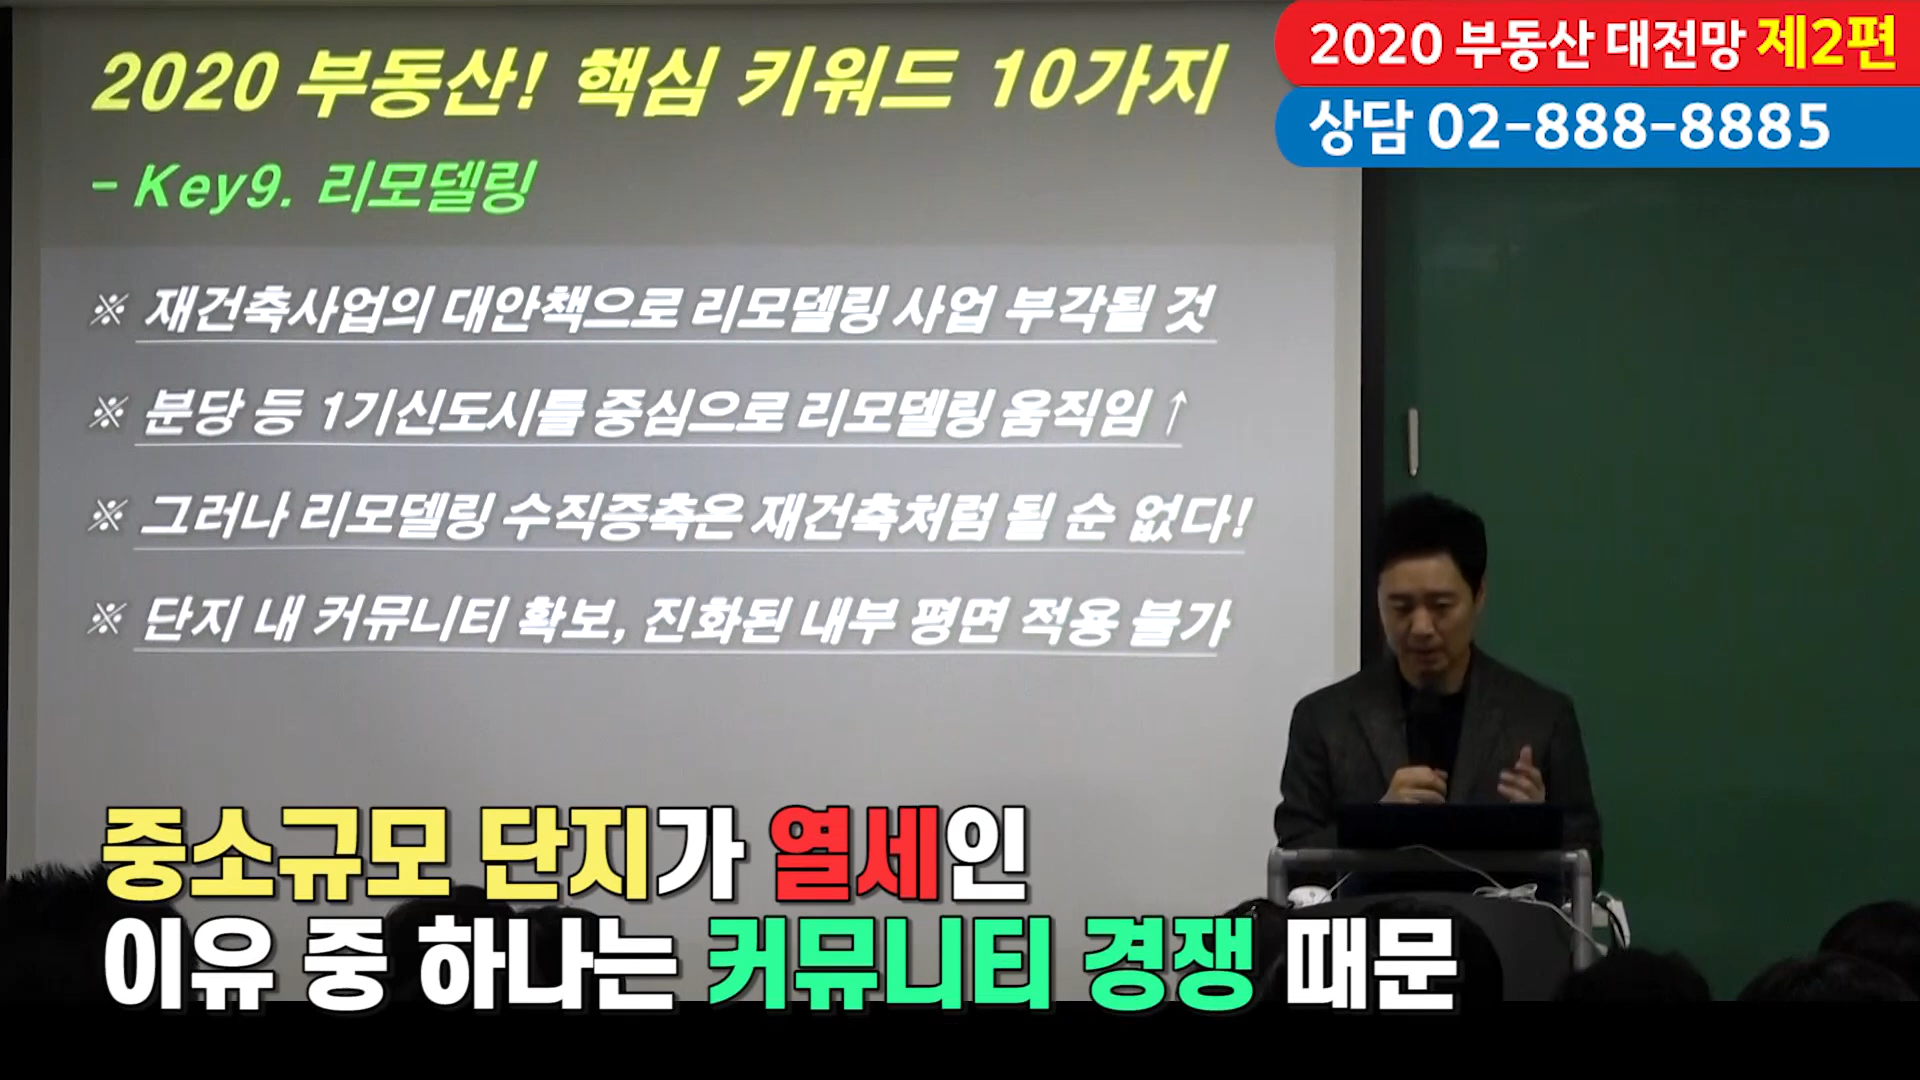 2020 부동산! 핵심 키워드 10가지
- Key9. 리모델링
※ 재건축사업의 대안책으로 리모델링 사업 부각될 것
※ 분당 등 1기신도시를 중심으로 리모델링 움직임 ↑
※ 그러나 리모델링 수직증축은 재건축처럼 될 순 없다!
※ 단지 내 커뮤니티 확보, 진화된 내부 평면 적용 불가
2020 부동산 대전망 제2편
상담 02-888-8885
중소규모 단지가 열세인
이유 중 하나는 커뮤니티 경쟁 때문